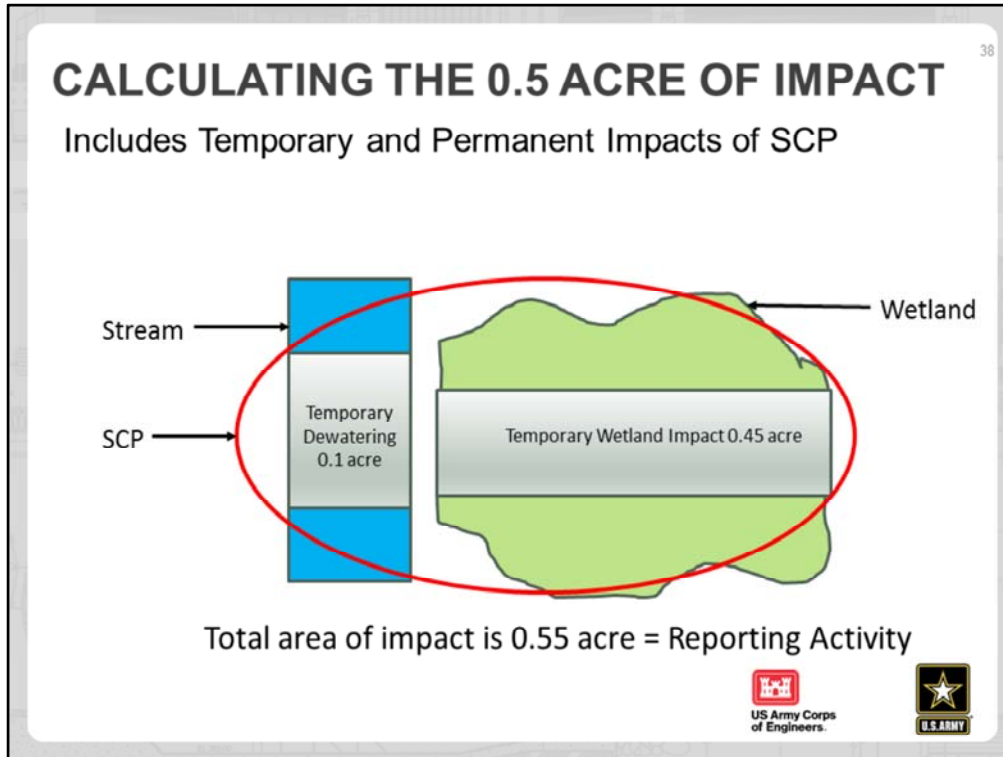 38
CALCULATING THE 0.5 ACRE OF IMPACT
Includes Temporary and Permanent Impacts of SCP
Stream
Wetland
SCP
Temporary
Dewatering
0.1 acre
Temporary Wetland Impact 0.45 acre
Total area of impact is 0.55 acre = Reporting Activity
US Army Corps
of Engineers.
U.S.ARMY